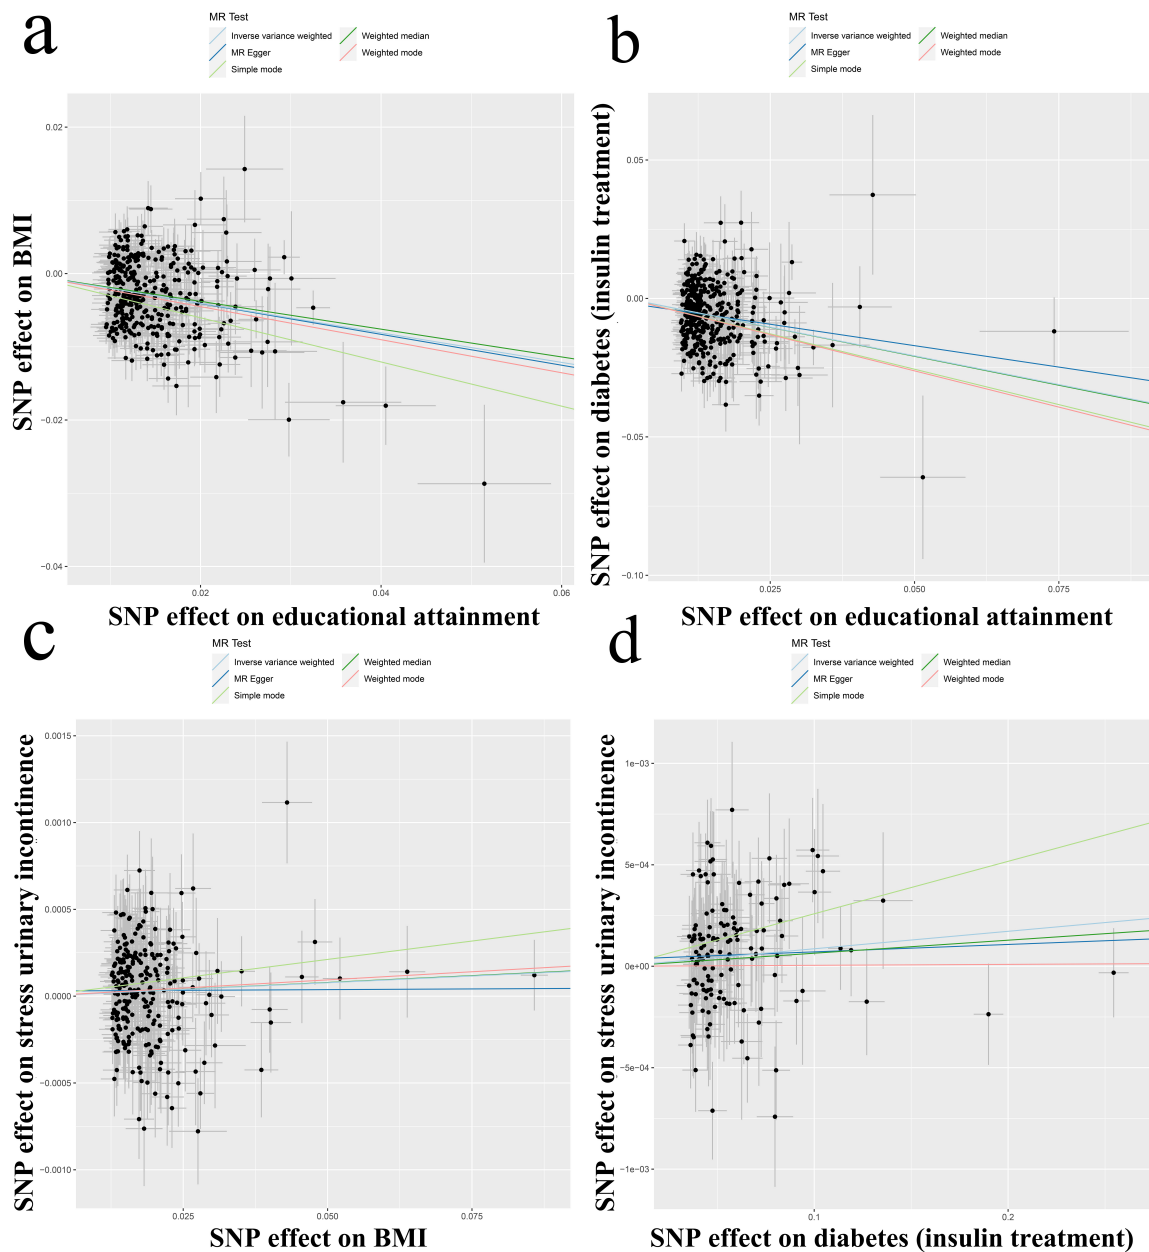 a
MR Test
Inverse variance weighted
Weighted median
MR Egger
Weighted mode
Simple mode
0.02
0.00
−0.02
−0.04
SNP effect on BMI
0.02
0.04
0.06
SNP effect on educational attainment
b
MR Test
Inverse variance weighted
Weighted median
MR Egger
Weighted mode
Simple mode
0.05
0.00
−0.05
−0.10
SNP effect on diabetes (insulin treatment)
0.025
0.050
0.075
SNP effect on educational attainment
c
MR Test
Inverse variance weighted
Weighted median
MR Egger
Weighted mode
Simple mode
0.0015
0.0010
0.0005
0.0000
−0.0005
−0.0010
SNP effect on stress urinary incontinence
0.025
0.050
0.075
SNP effect on BMI
d
MR Test
Inverse variance weighted
Weighted median
MR Egger
Weighted mode
Simple mode
1e−03
5e−04
0e+00
−5e−04
−1e−03
SNP effect on stress urinary incontinence
0.1
0.2
SNP effect on diabetes (insulin treatment)